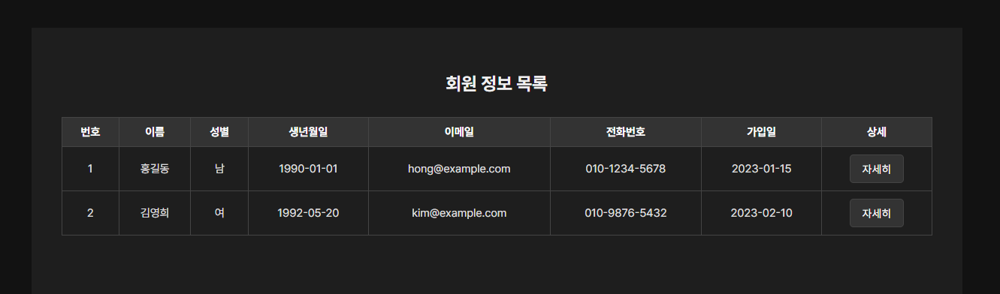 회원 정보 목록
번호 이름 성별 생년월일 이메일 전화번호 가입일 상세
1 홍길동 남 1990-01-01 hong@example.com 010-1234-5678 2023-01-15 자세히
2 김영희 여 1992-05-20 kim@example.com 010-9876-5432 2023-02-10 자세히